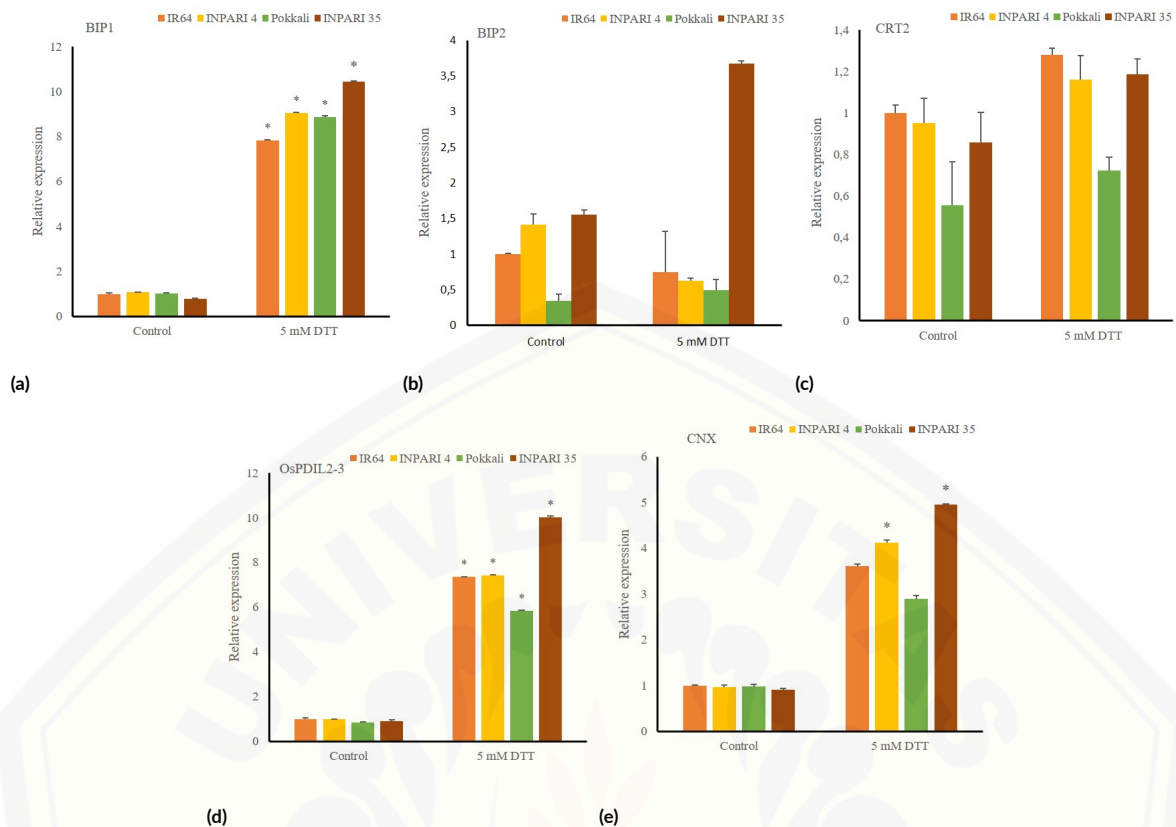 IR64 INPARI 4 Pokkali INPARI 35
BIP1
Relative expression
12
10
8
6
4
2
0
* * * *
Control 5 mM DTT
(a)
IR64 INPARI 4 Pokkali INPARI 35
BIP2
Relative expression
4
3,5
3
2,5
2
1,5
1
0,5
0
Control 5 mM DTT
(b)
IR64 INPARI 4 Pokkali INPARI 35
CRT2
Relative expression
1,4
1,2
1
0,8
0,6
0,4
0,2
0
Control 5 mM DTT
(c)
IR64 INPARI 4 Pokkali INPARI 35
OsPDIL2-3
Relative expression
12
10
8
6
4
2
0
* * * *
Control 5 mM DTT
(d)
IR64 INPARI 4 Pokkali INPARI 35
CNX
Relative expression
6
5
4
3
2
1
0
* *
Control 5 mM DTT
(e)
UNIVERSITAS